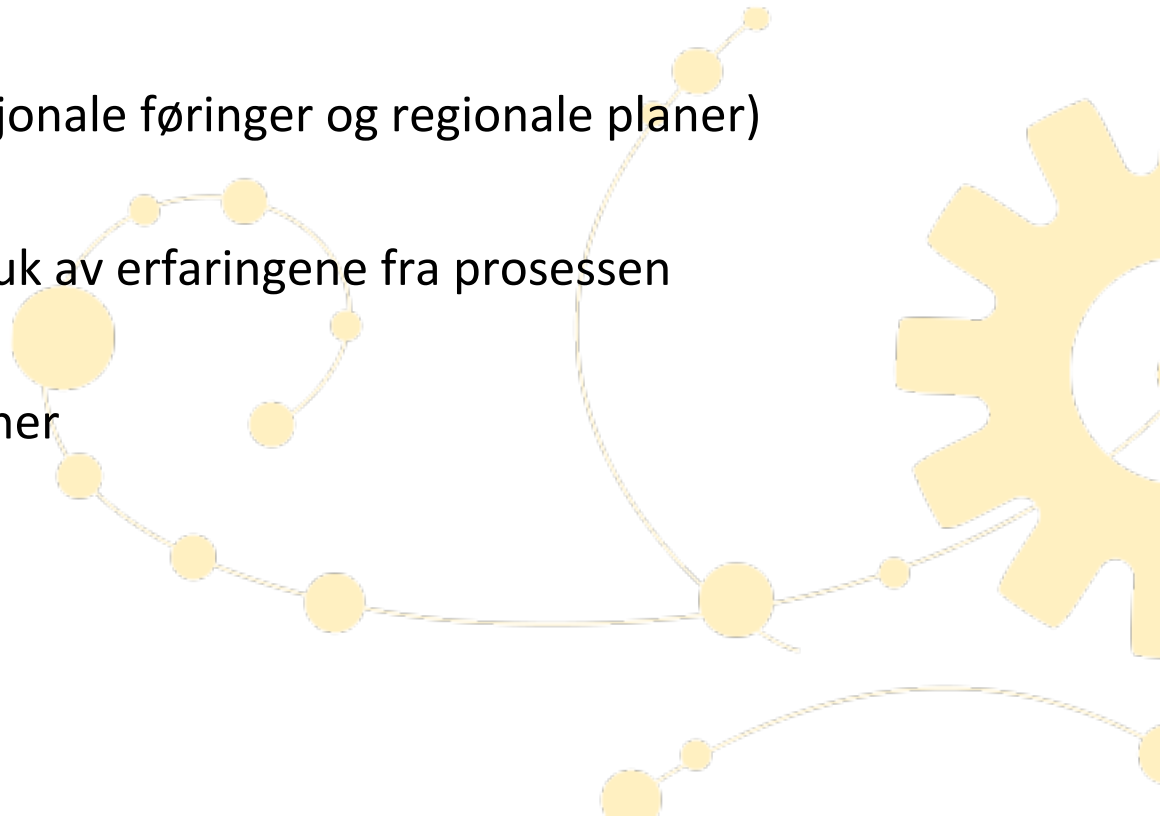 jonale føringer og regionale planer)
uk av erfaringene fra prosessen
ner